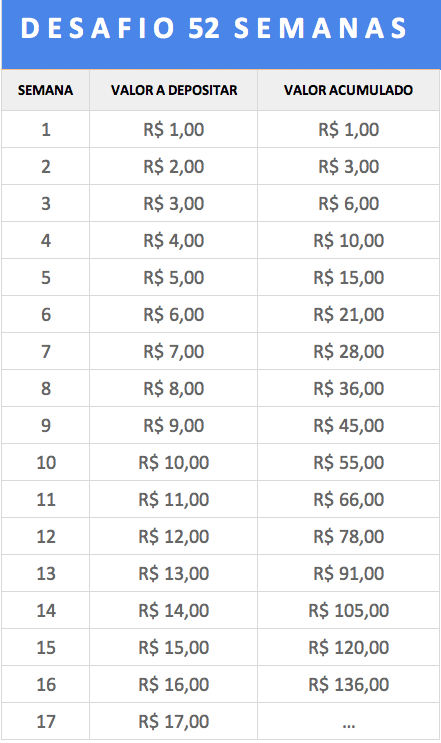 DESAFIO 52 SEMANAS
SEMANA VALOR A DEPOSITAR VALOR ACUMULADO
1 R$ 1,00 R$ 1,00
2 R$ 2,00 R$ 3,00
3 R$ 3,00 R$ 6,00
4 R$ 4,00 R$ 10,00
5 R$ 5,00 R$ 15,00
6 R$ 6,00 R$ 21,00
7 R$ 7,00 R$ 28,00
8 R$ 8,00 R$ 36,00
9 R$ 9,00 R$ 45,00
10 R$ 10,00 R$ 55,00
11 R$ 11,00 R$ 66,00
12 R$ 12,00 R$ 78,00
13 R$ 13,00 R$ 91,00
14 R$ 14,00 R$ 105,00
15 R$ 15,00 R$ 120,00
16 R$ 16,00 R$ 136,00
17 R$ 17,00 ...